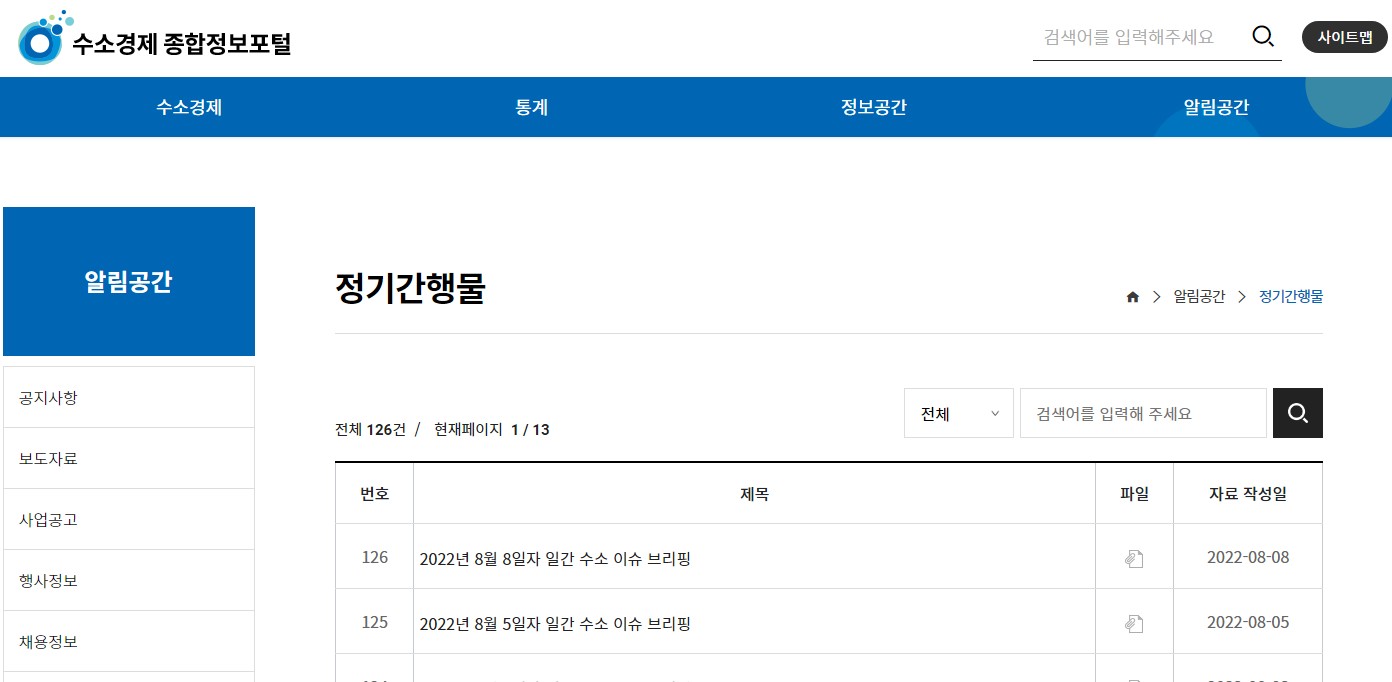 수소경제 종합정보포털
검색어를 입력해주세요
사이트맵
수소경제 통계 정보공간 알림공간
알림공간
공지사항
보도자료
사업공고
행사정보
채용정보
정기간행물
알림공간 정기간행물
전체 126건 / 현재페이지 1 / 13
전체
검색어를 입력해 주세요
번호 제목 파일 자료 작성일
126 2022년 8월 8일자 일간 수소 이슈 브리핑 2022-08-08
125 2022년 8월 5일자 일간 수소 이슈 브리핑 2022-08-05